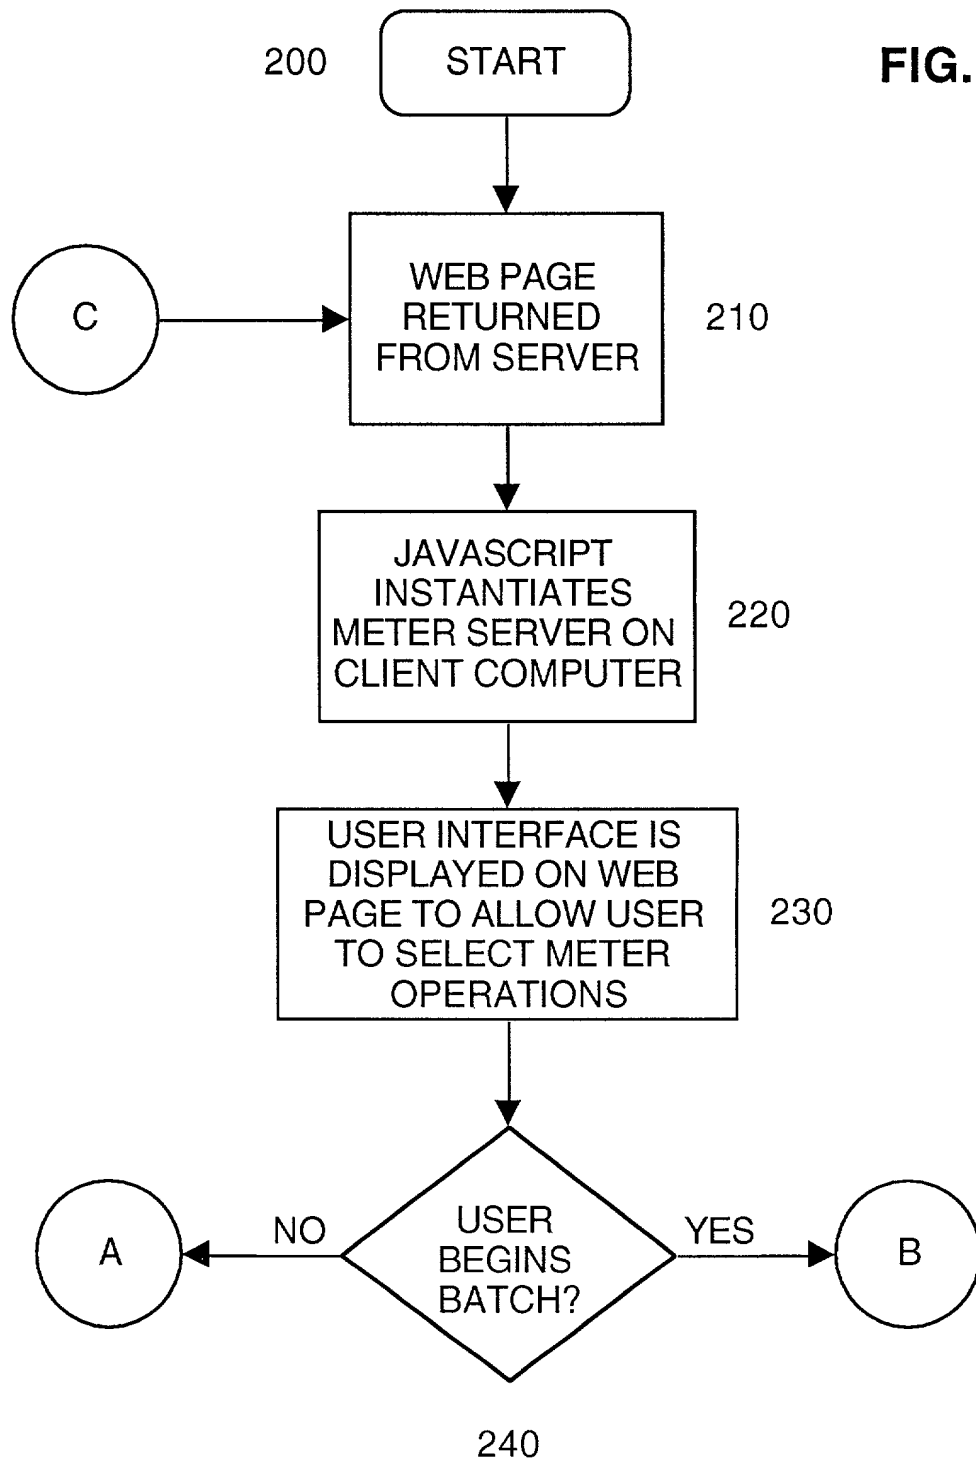 200
START
FIG.
WEB PAGE
RETURNED
FROM SERVER
C
210
JAVASCRIPT
INSTANTIATES
METER SERVER ON
CLIENT COMPUTER
220
USER INTERFACE IS
DISPLAYED ON WEB
PAGE TO ALLOW USER
TO SELECT METER
OPERATIONS
230
A
NO
USER
BEGINS
BATCH?
YES
B
240